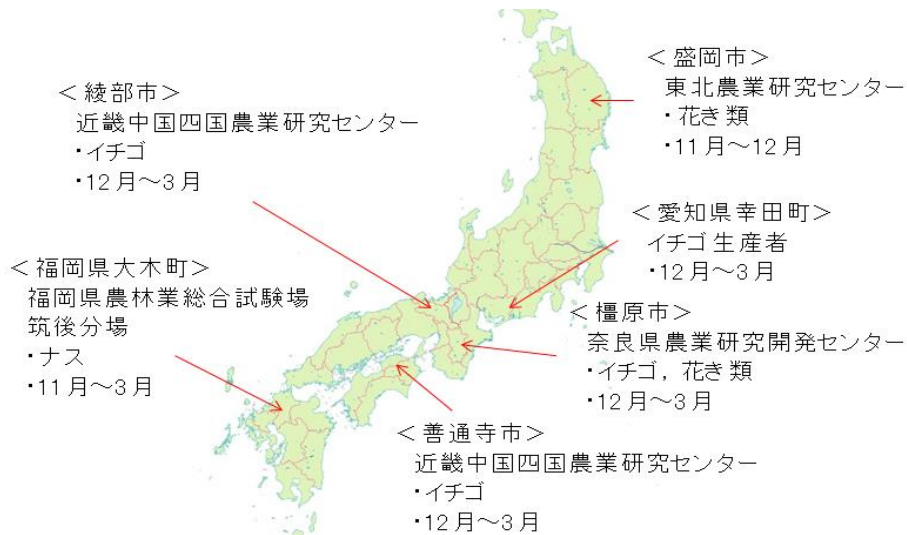 ＜盛岡市＞
東北農業研究センター
・花き類
・11月～12月
＜綾部市＞
近畿中国四国農業研究センター
・イチゴ
・12月～3月
＜愛知県幸田町＞
イチゴ生産者
・12月～3月
＜福岡県大木町＞
福岡県農林業総合試験場
筑後分場
・ナス
・11月～3月
＜橿原市＞
奈良県農業研究開発センター
・イチゴ，花き類
・12月～3月
＜善通寺市＞
近畿中国四国農業研究センター
・イチゴ
・12月～3月